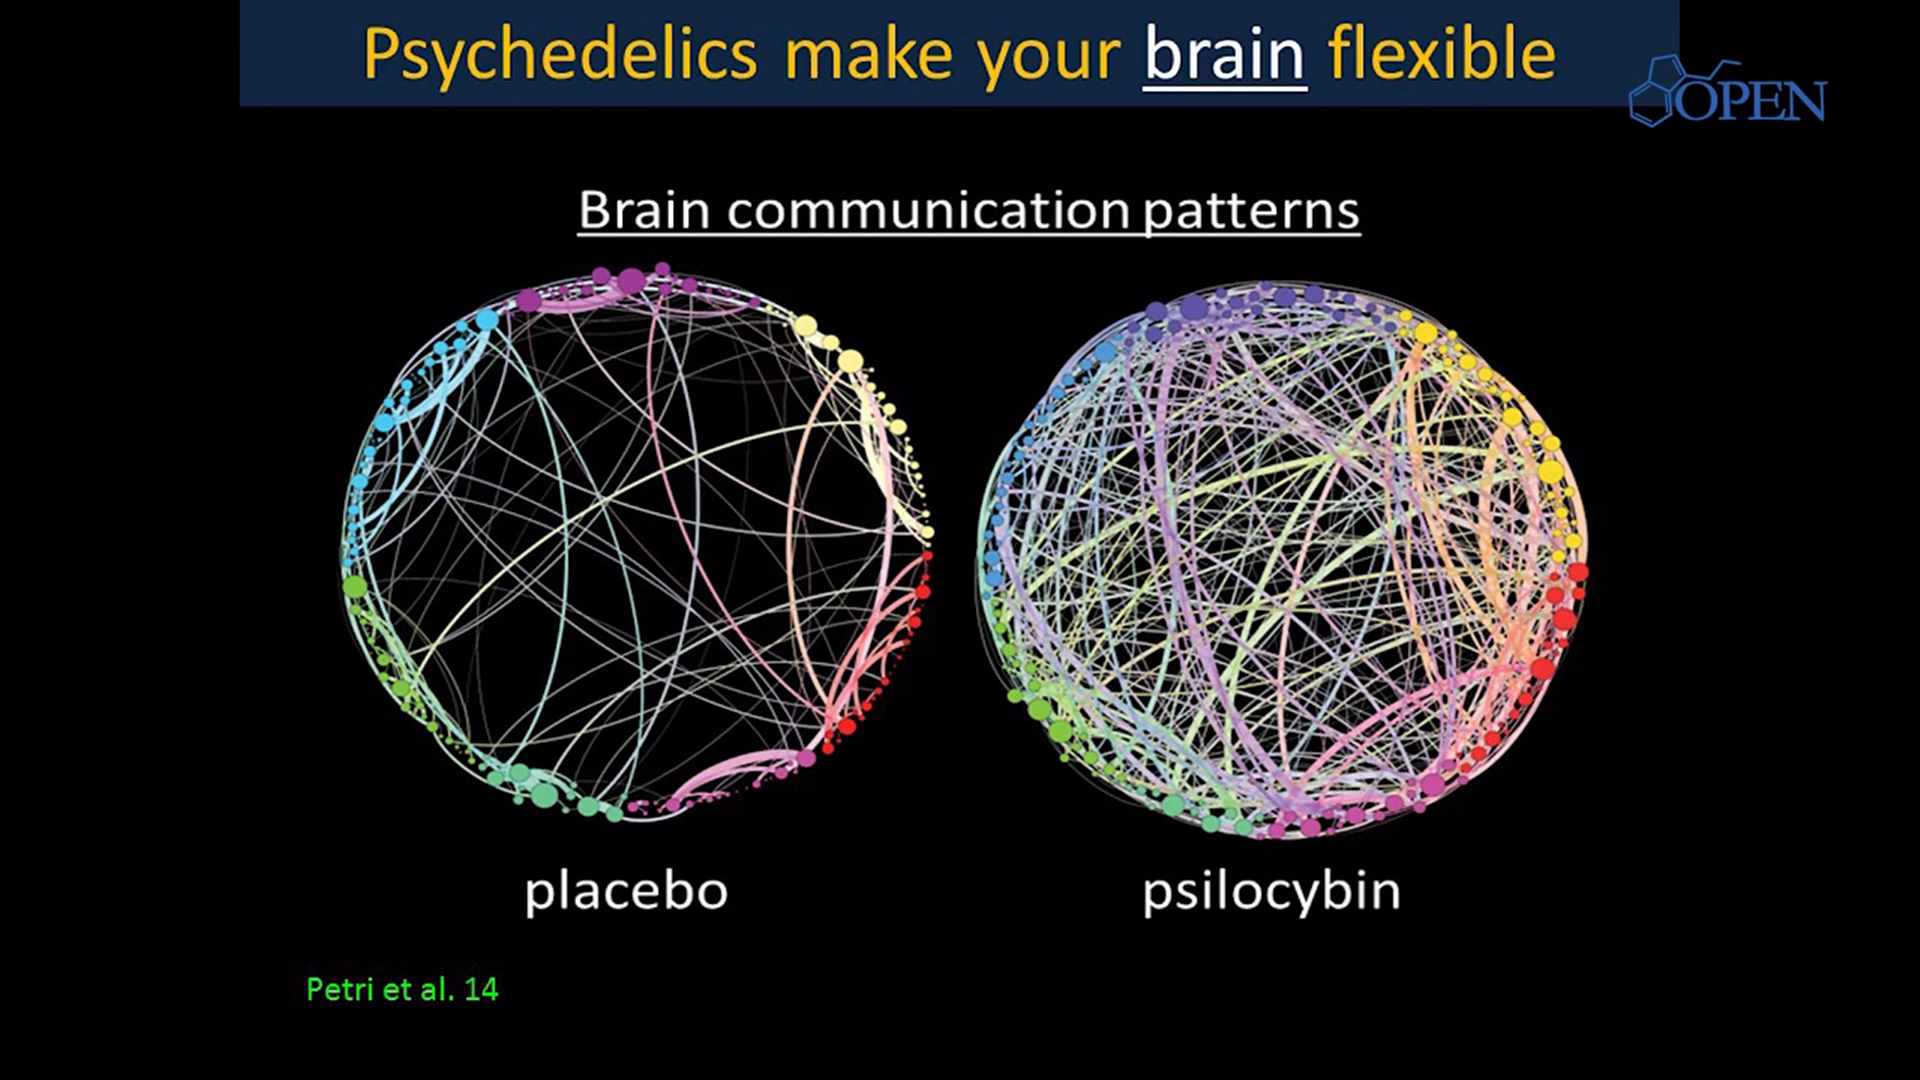 Psychedelics make your brain flexible
OPEN
Brain communication patterns
placebo
psilocybin
Petri et al. 14